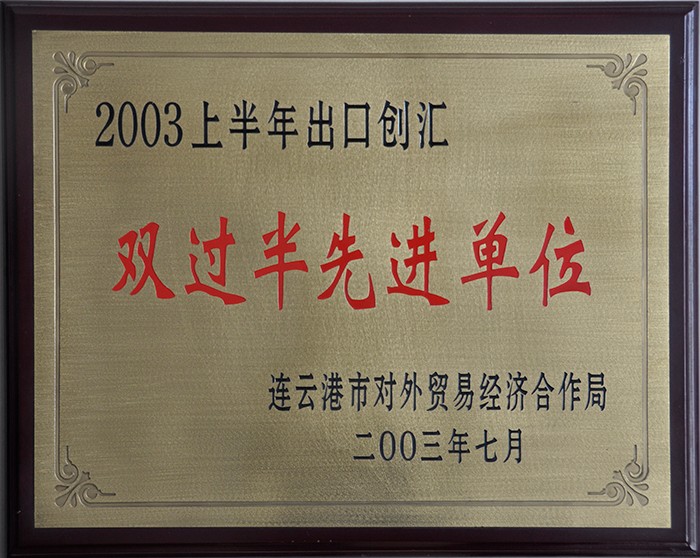 2003上半年出口创汇
双过半先进单位
连云港市对外贸易经济合作局
二00三年七月